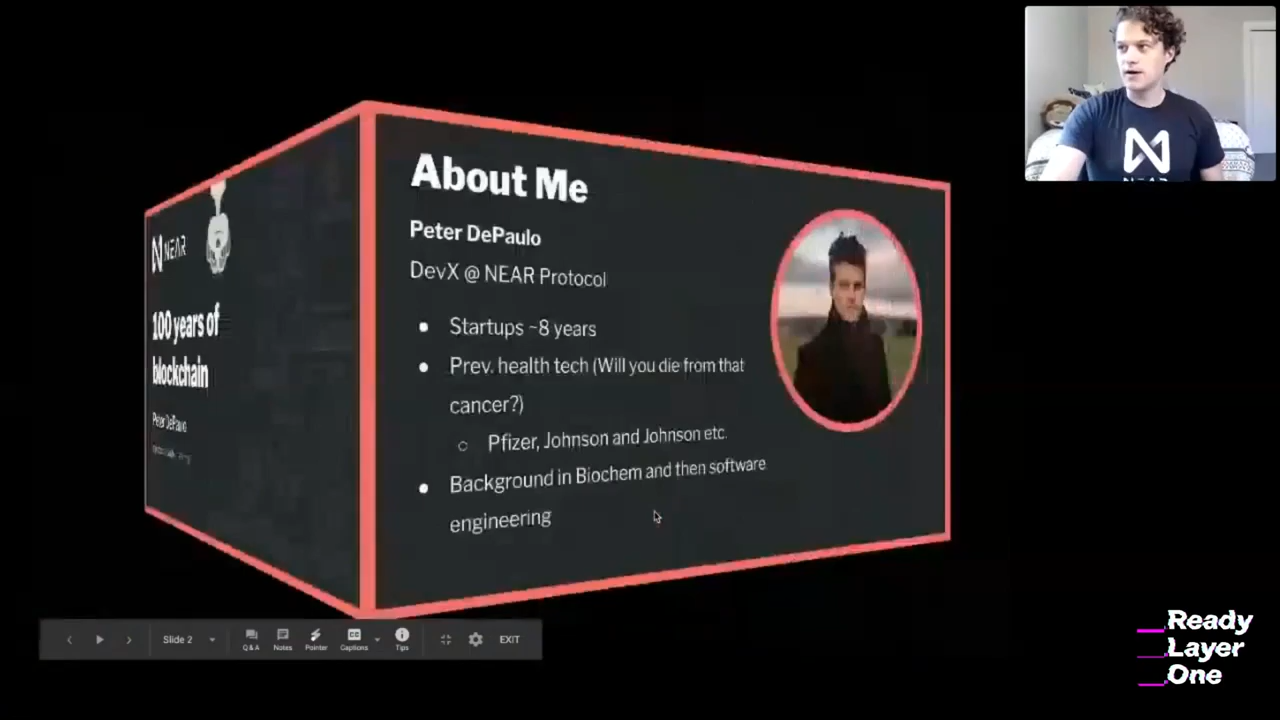 About Me
Peter DePaulo
DevX @ NEAR Protocol
Startups ~8 years
Prev. health tech (Will you die from that
cancer?)
Pfizer, Johnson and Johnson etc.
Background in Biochem and then software
engineering
NEAR
100 years of
blockchain
Peter DePaulo
NEAR
Slide 2
Q&A
Notes
Pointer
CC
Captions
Tips
EXIT
Ready
Layer
One